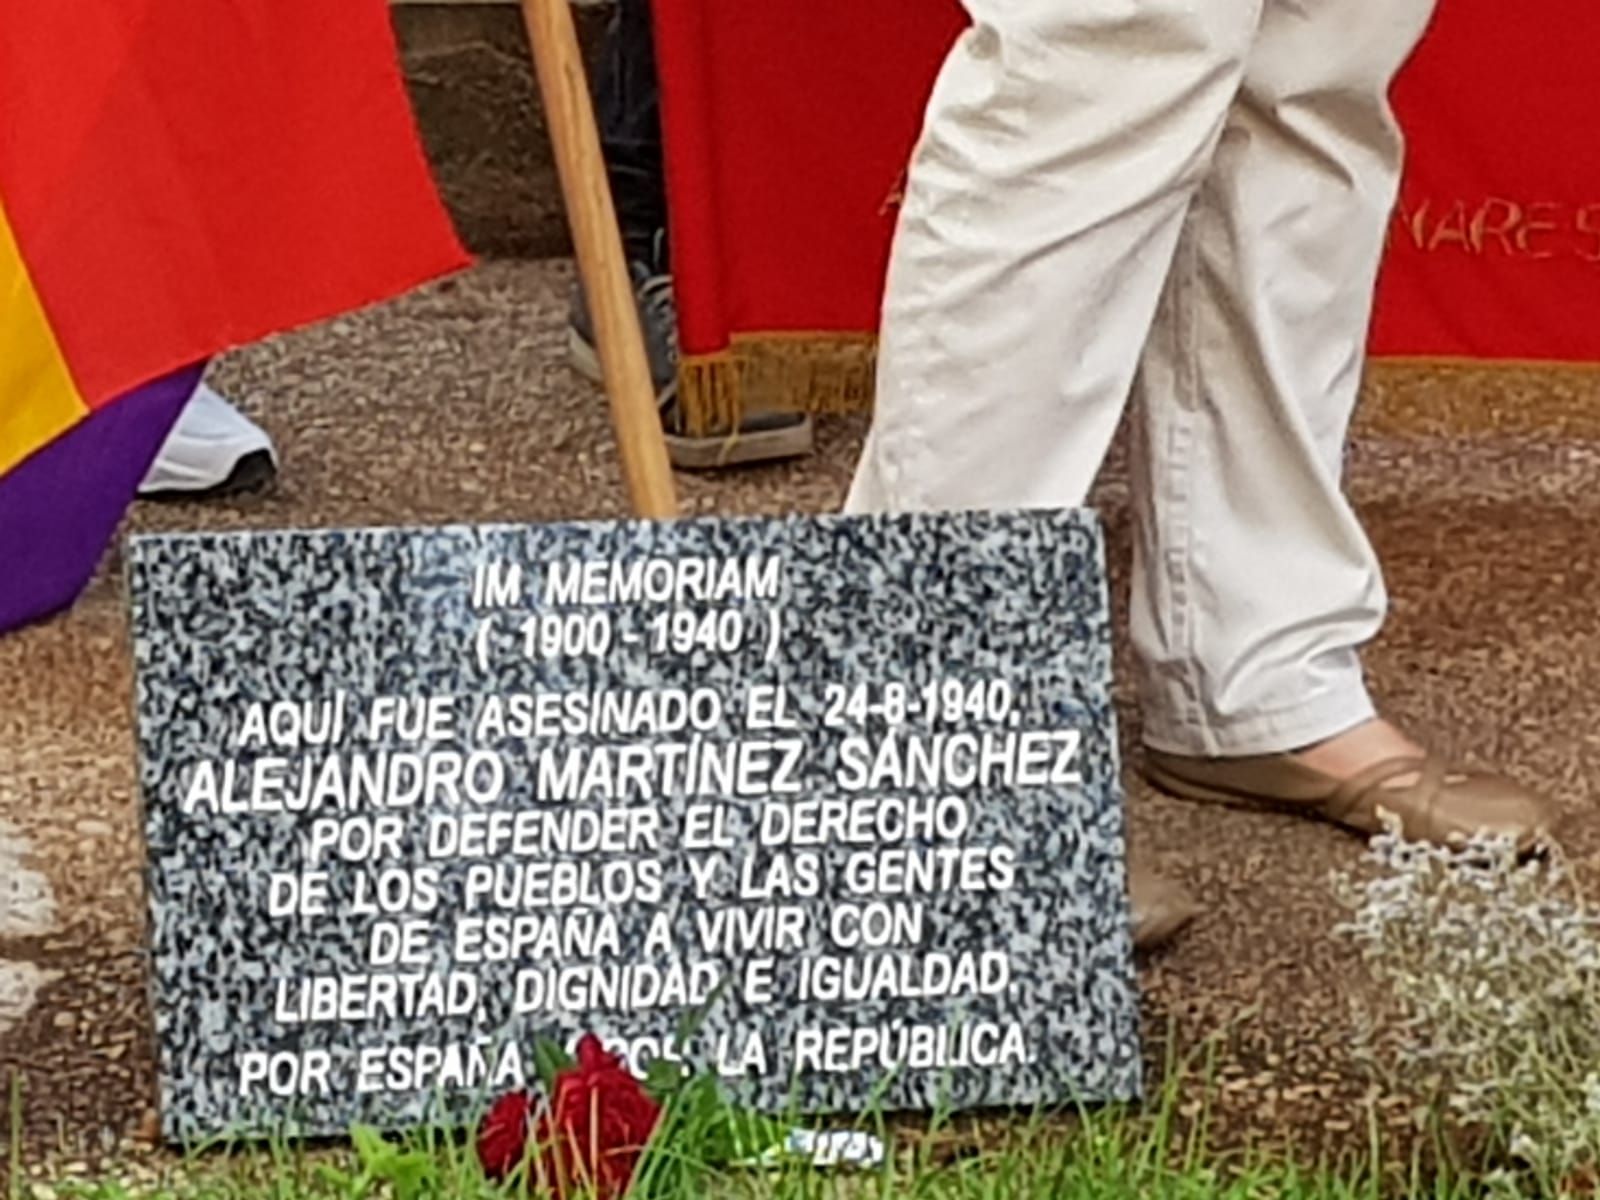 NARES
IM MEMORIAM
( 1900 - 1940 )
AQUÍ FUE ASESINADO EL 24-8-1940,
ALEJANDRO MARTÍNEZ SÁNCHEZ
POR DEFENDER EL DERECHO
DE LOS PUEBLOS Y LAS GENTES
DE ESPAÑA A VIVIR CON
LIBERTAD, DIGNIDAD E IGUALDAD.
POR ESPAÑA LA REPÚBLICA.